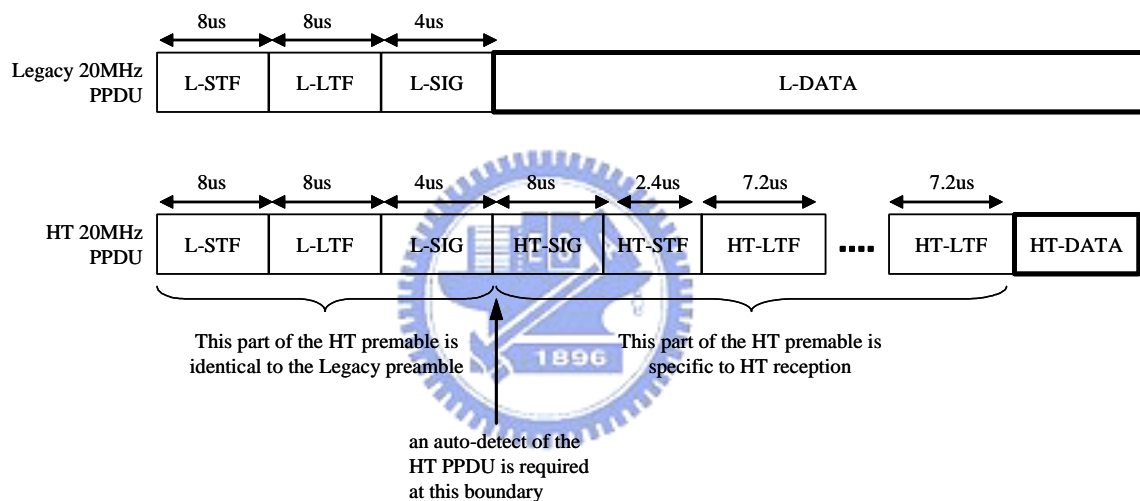 8us 8us 4us
Legacy 20MHz
PPDU
L-STF L-LTF L-SIG L-DATA
8us 8us 4us 8us 2.4us 7.2us 7.2us
HT 20MHz
PPDU
L-STF L-LTF L-SIG HT-SIG HT-STF HT-LTF HT-LTF HT-DATA
This part of the HT premable is
identical to the Legacy preamble
This part of the HT premable is
specific to HT reception
1896
an auto-detect of the
HT PPDU is required
at this boundary